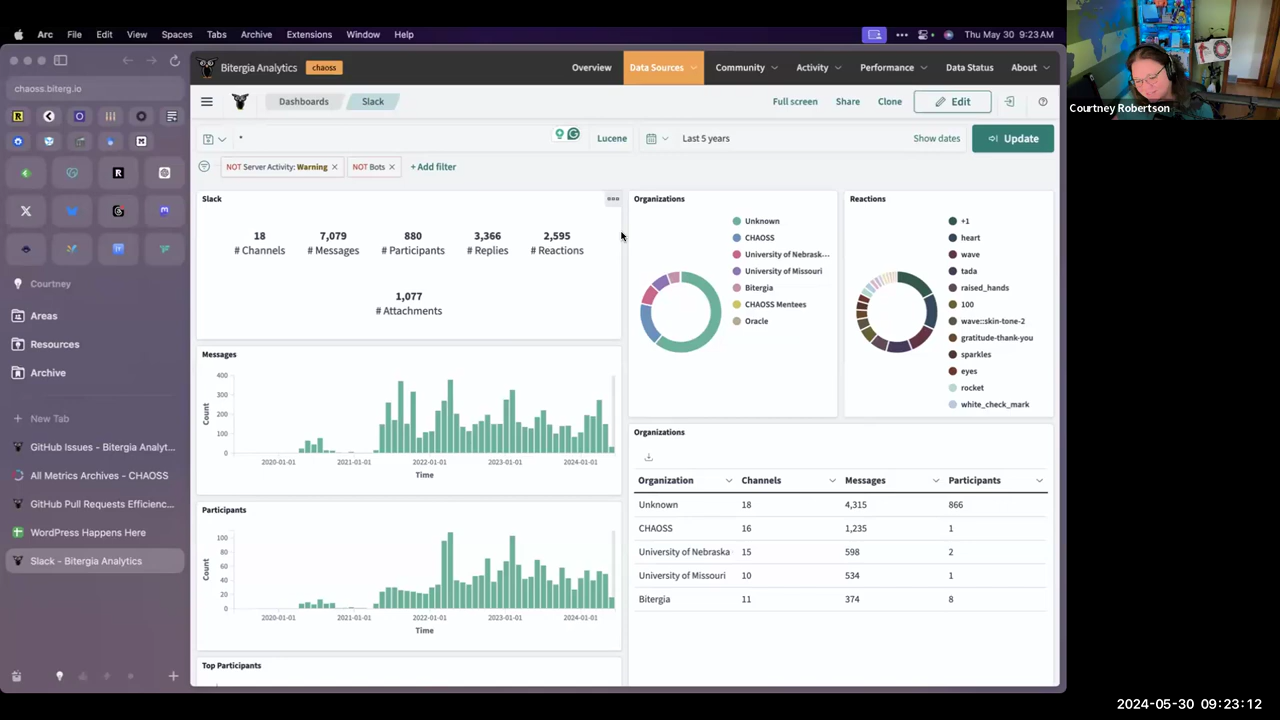 Arc File Edit View Spaces Tabs Archive Extensions Window Help Thu May 30 9:23 AM
chaoss.biterg.io
Courtney
Areas
Resources
Archive
New Tab
GitHub Issues - Bitergia Analyt...
All Metrics Archives - CHAOSS
GitHub Pull Requests Efficienc...
WordPress Happens Here
Slack - Bitergia Analytics
Bitergia Analytics chaoss Overview Data Sources Community Activity Performance Data Status About
Dashboards Slack Full screen Share Clone Edit
* Lucene Last 5 years Show dates Update
NOT Server Activity: Warning × NOT Bots × + Add filter
Slack
18 7,079 880 3,366 2,595
# Channels # Messages # Participants # Replies # Reactions
1,077
# Attachments
Messages
Count
400
300
200
100
0
2020-01-01 2021-01-01 2022-01-01 2023-01-01 2024-01-01
Time
Participants
Count
100
80
60
40
20
0
2020-01-01 2021-01-01 2022-01-01 2023-01-01 2024-01-01
Time
Top Participants
Organizations
Unknown
CHAOSS
University of Nebrask...
University of Missouri
Bitergia
CHAOSS Mentees
Oracle
Reactions
+1
heart
wave
tada
raised_hands
100
wave::skin-tone-2
gratitude-thank-you
sparkles
eyes
rocket
white_check_mark
Organizations
Organization Channels Messages Participants
Unknown 18 4,315 866
CHAOSS 16 1,235 1
University of Nebraska 15 598 2
University of Missouri 10 534 1
Bitergia 11 374 8
Courtney Robertson
2024-05-30 09:23:12